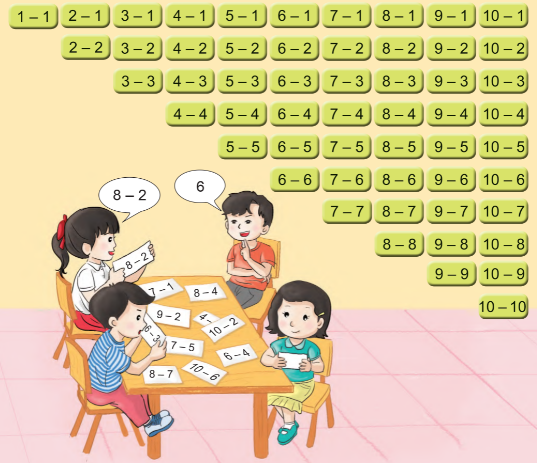 1 – 1 2 – 1 3 – 1 4 – 1 5 – 1 6 – 1 7 – 1 8 – 1 9 – 1 10 – 1
2 – 2 3 – 2 4 – 2 5 – 2 6 – 2 7 – 2 8 – 2 9 – 2 10 – 2
3 – 3 4 – 3 5 – 3 6 – 3 7 – 3 8 – 3 9 – 3 10 – 3
4 – 4 5 – 4 6 – 4 7 – 4 8 – 4 9 – 4 10 – 4
5 – 5 6 – 5 7 – 5 8 – 5 9 – 5 10 – 5
6 – 6 7 – 6 8 – 6 9 – 6 10 – 6
7 – 7 8 – 7 9 – 7 10 – 7
8 – 8 9 – 8 10 – 8
9 – 9 10 – 9
10 – 10
8 – 2
6
8 – 2
7 – 1
8 – 4
9 – 2
4 –
10 – 2
6 – 3
7 – 5
6 – 4
8 – 7
10 – 6